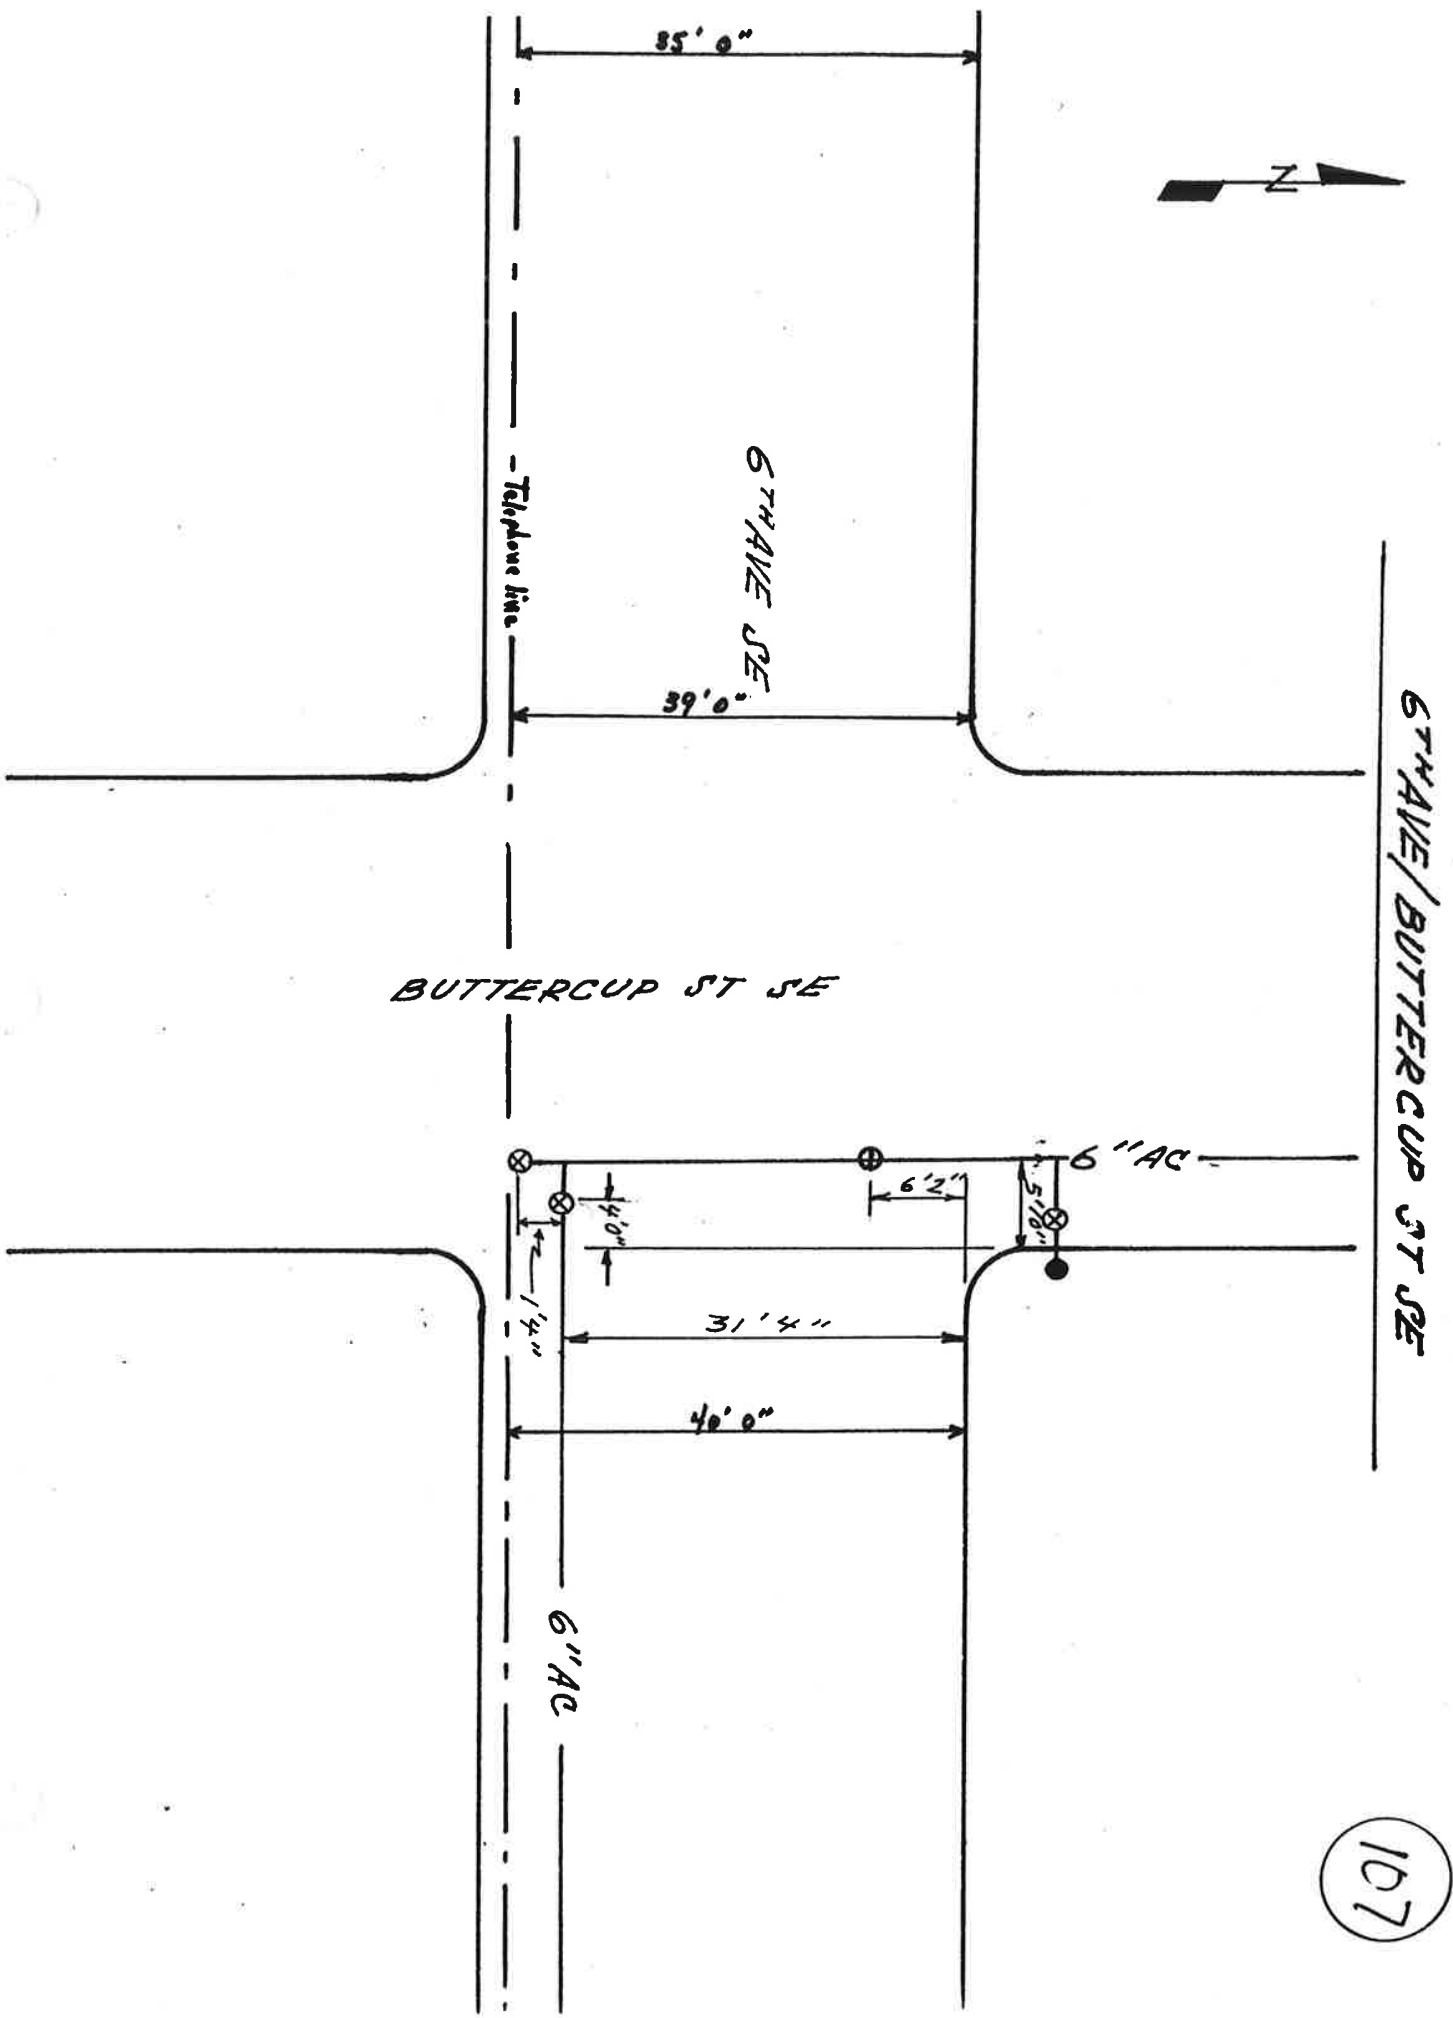 6TH AVE/BUTTERCUP ST SE
107
N
35' 0"
6TH AVE SE
-Telephone line
39' 0"
BUTTERCUP ST SE
6"AC
6'2"
5'10"
4'0"
1'4"
31'4"
40' 0"
6"AC